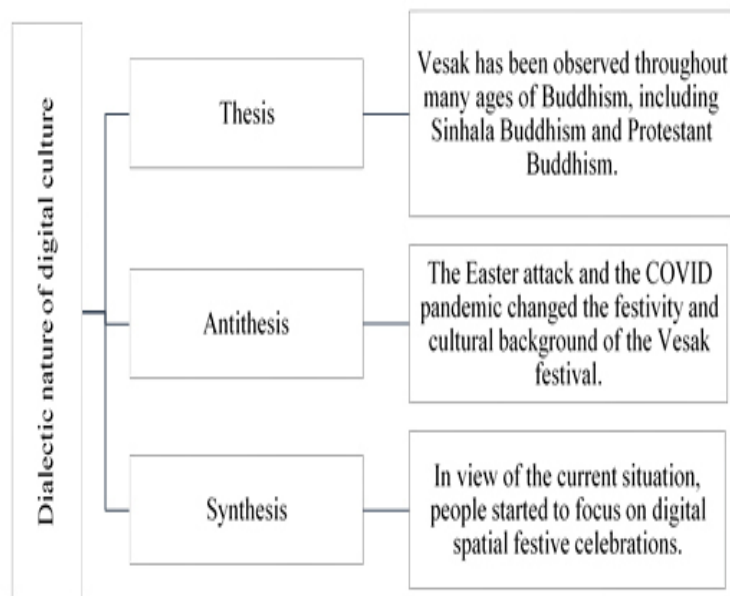 Dialectic nature of digital culture
Thesis
Vesak has been observed throughout
many ages of Buddhism, including
Sinhala Buddhism and Protestant
Buddhism.
Antithesis
The Easter attack and the COVID
pandemic changed the festivity and
cultural background of the Vesak
festival.
Synthesis
In view of the current situation,
people started to focus on digital
spatial festive celebrations.